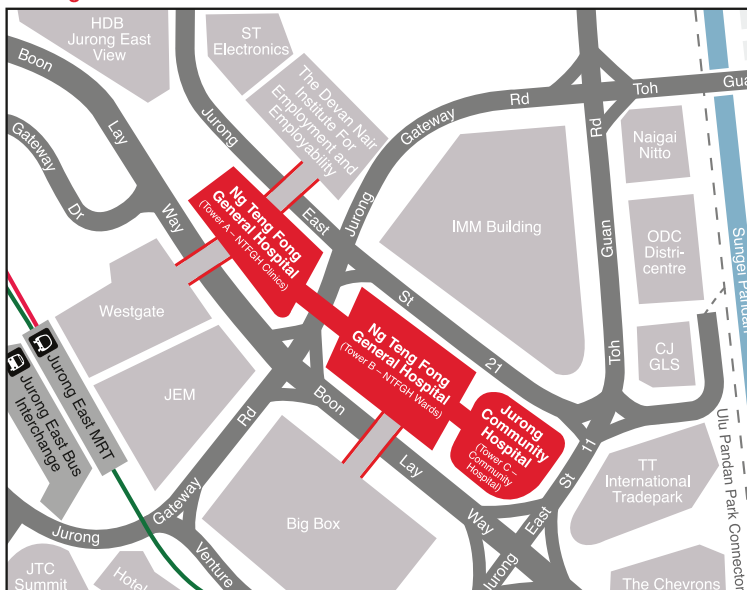 HDB
Jurong East
View
ST
Electronics
The Devan Nair
Institute For
Employment and
Employability
Boon
Lay
Way
Gateway
Dr
Jurong
East
St
21
Jurong
Gateway
Rd
Toh
Rd
Guan
Toh
Naigai
Nitto
IMM Building
ODC
Distri-
centre
CJ
GLS
Sungei Pandan
Ulu Pandan Park Connector
Ng Teng Fong
General Hospital
(Tower A – NTFGH Clinics)
Ng Teng Fong
General Hospital
(Tower B – NTFGH Wards)
Jurong
Community
Hospital
(Tower C –
Community
Hospital)
Westgate
JEM
Jurong East MRT
Jurong East Bus
Interchange
Boon
Lay
Way
Jurong
Gateway
Rd
Venture
Big Box
Jurong
East
St
11
TT
International
Tradepark
The Chevrons
JTC
Summit
Hotel